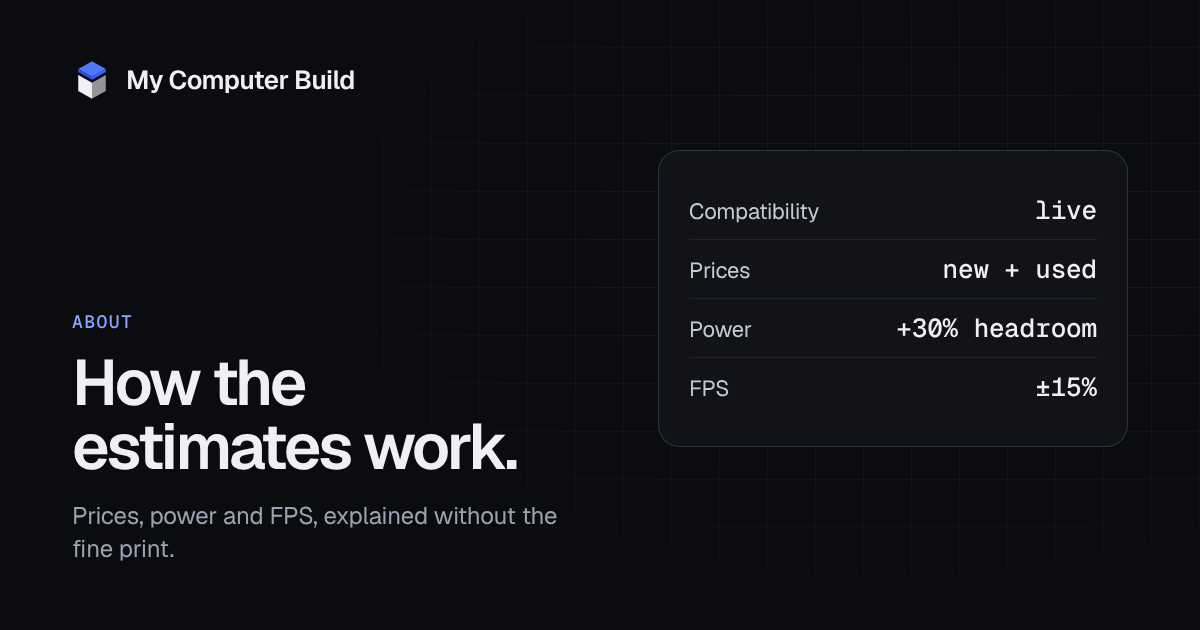 My Computer Build
ABOUT
How the
estimates work.
Prices, power and FPS, explained without the
fine print.
Compatibility live
Prices new + used
Power +30% headroom
FPS ±15%